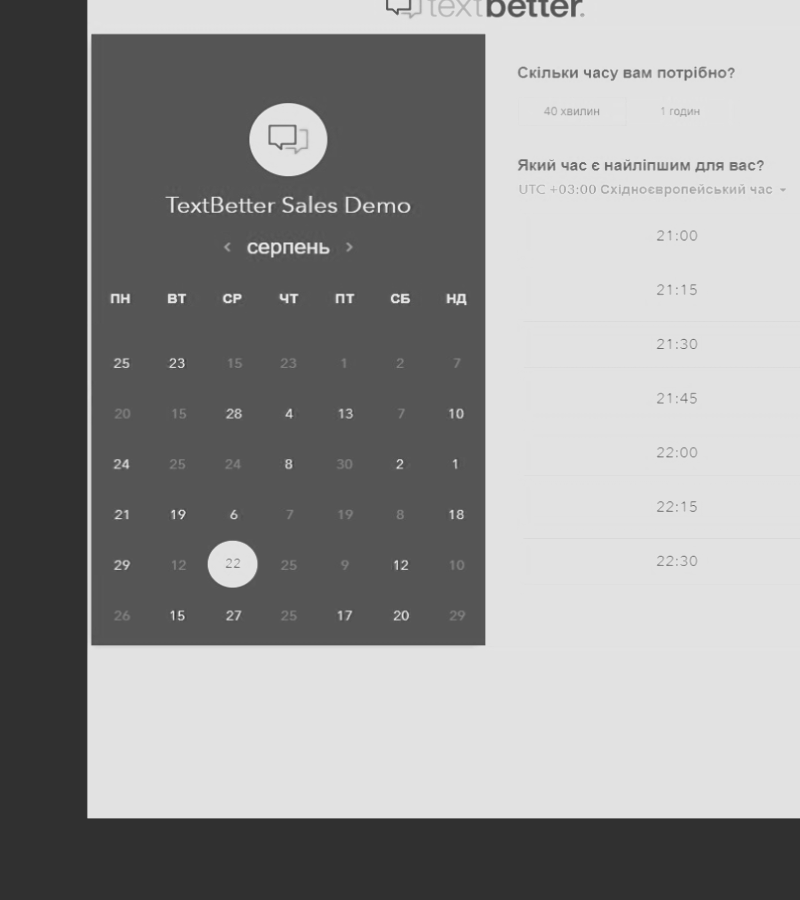 textbetter.
TextBetter Sales Demo
‹ серпень ›
ПН ВТ СР ЧТ ПТ СБ НД
25 23 15 23 1 2 7
20 15 28 4 13 7 10
24 25 24 8 30 2 1
21 19 6 7 19 8 18
29 12 22 25 9 12 10
26 15 27 25 17 20 29
Скільки часу вам потрібно?
40 хвилин 1 годин
Який час є найліпшим для вас?
UTC +03:00 Східноєвропейський час
21:00
21:15
21:30
21:45
22:00
22:15
22:30